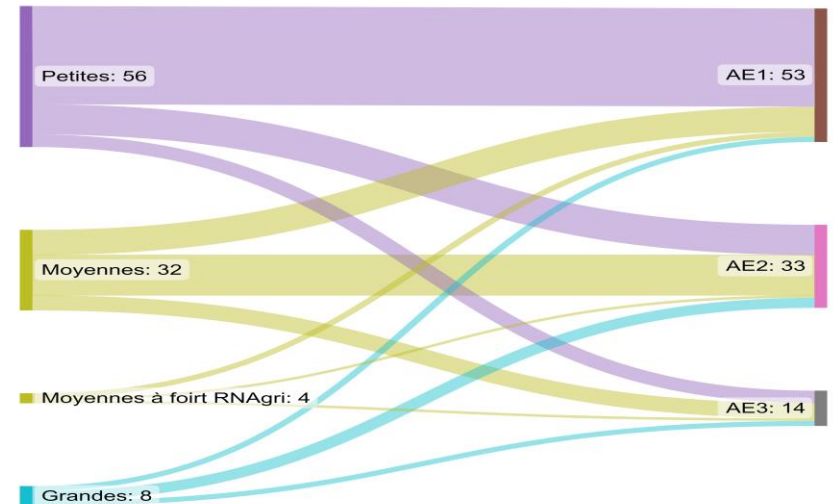 Petites: 56
AE1: 53
Moyennes: 32
AE2: 33
Moyennes à foirt RNAgri: 4
AE3: 14
Grandes: 8